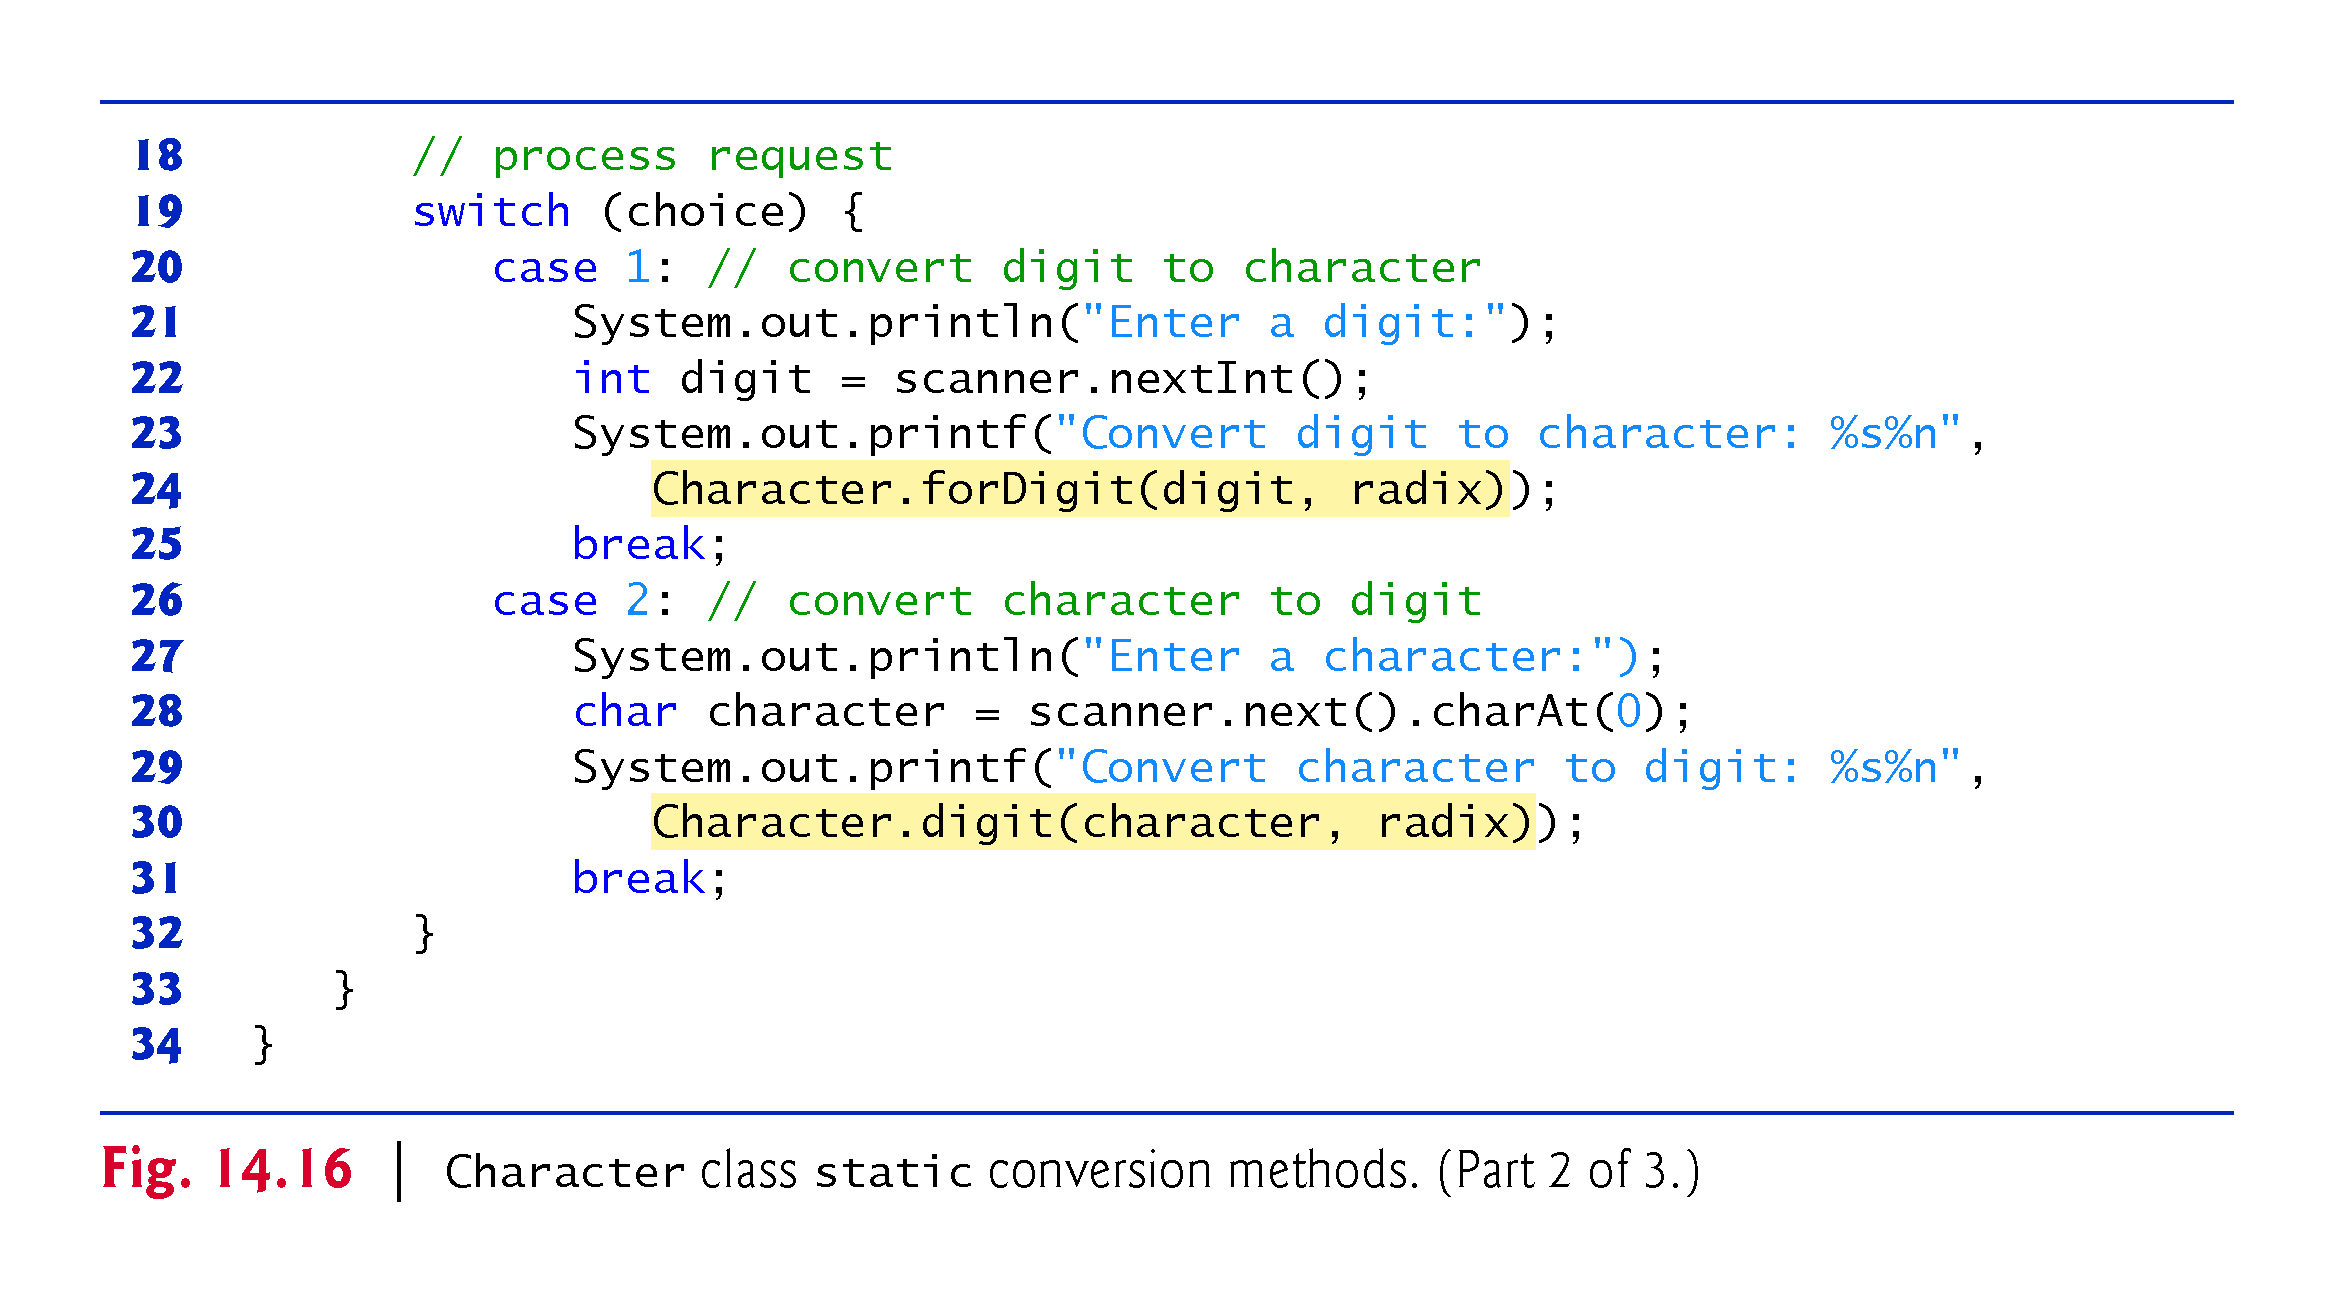 18 // process request
19 switch (choice) {
20 case 1: // convert digit to character
21 System.out.println("Enter a digit:");
22 int digit = scanner.nextInt();
23 System.out.printf("Convert digit to character: %s%n",
24 Character.forDigit(digit, radix));
25 break;
26 case 2: // convert character to digit
27 System.out.println("Enter a character:");
28 char character = scanner.next().charAt(0);
29 System.out.printf("Convert character to digit: %s%n",
30 Character.digit(character, radix));
31 break;
32 }
33 }
34 }
Fig. 14.16 | Character class static conversion methods. (Part 2 of 3.)